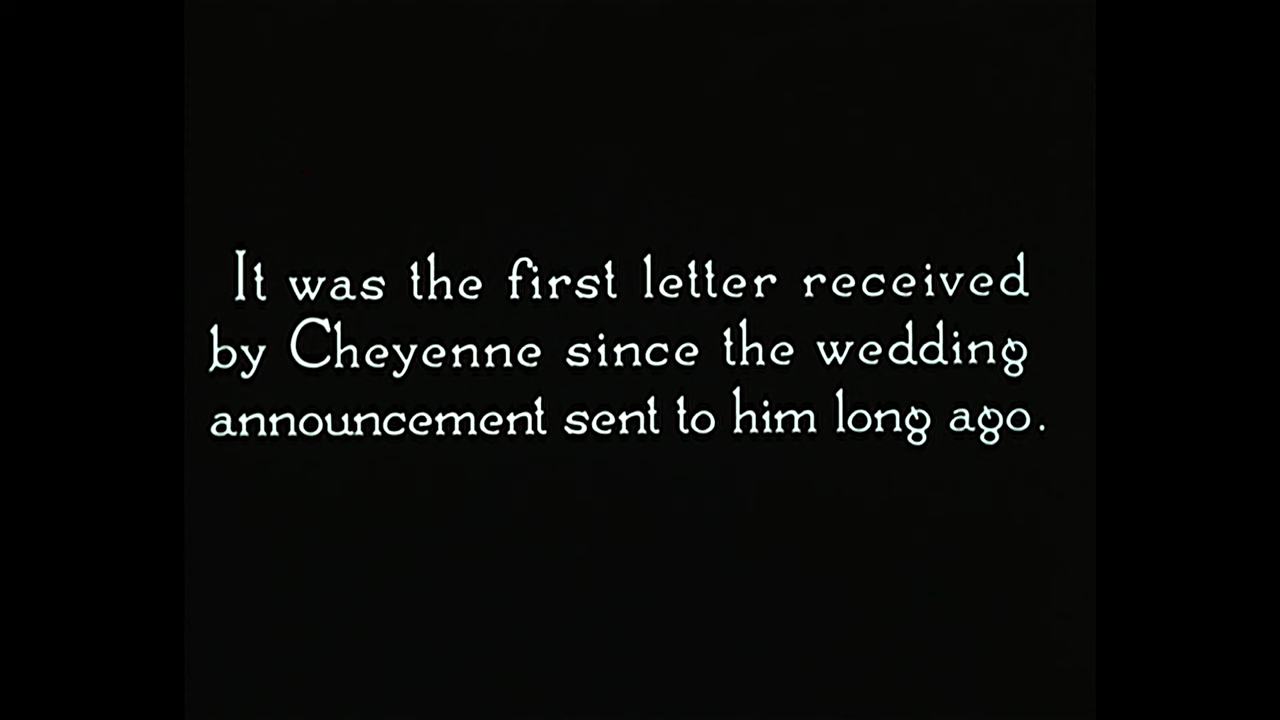 It was the first letter received
by Cheyenne since the wedding
announcement sent to him long ago.